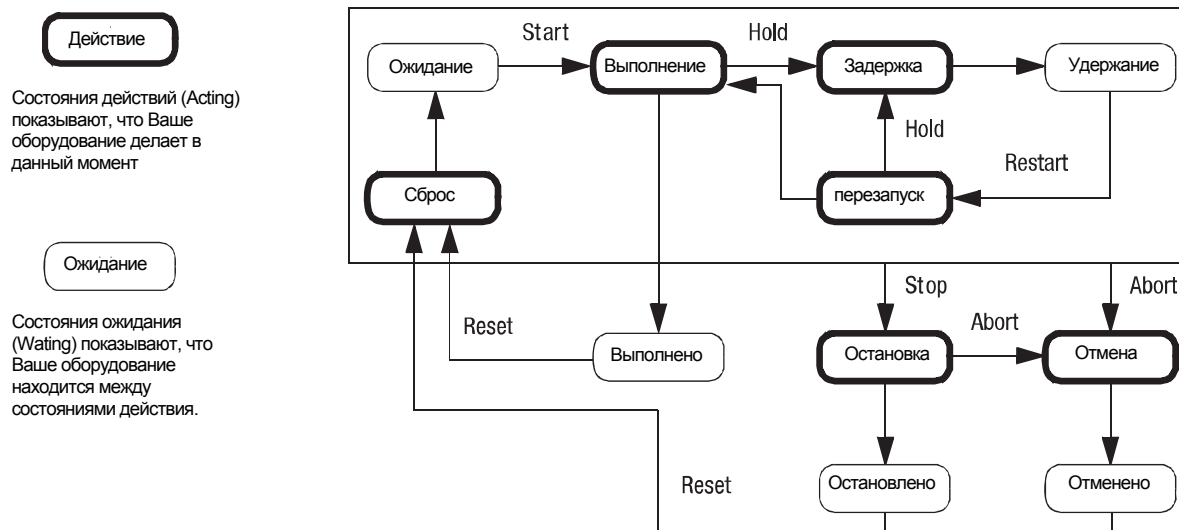 Действие
Состояния действий (Acting)
показывают, что Ваше
оборудование делает в
данный момент
Ожидание
Состояния ожидания
(Wating) показывают, что
Ваше оборудование
находится между
состояниями действия.
Start
Hold
Ожидание
Выполнение
Задержка
Удержание
Hold
Restart
Сброс
перезапуск
Stop
Abort
Reset
Abort
Выполнено
Остановка
Отмена
Reset
Остановлено
Отменено